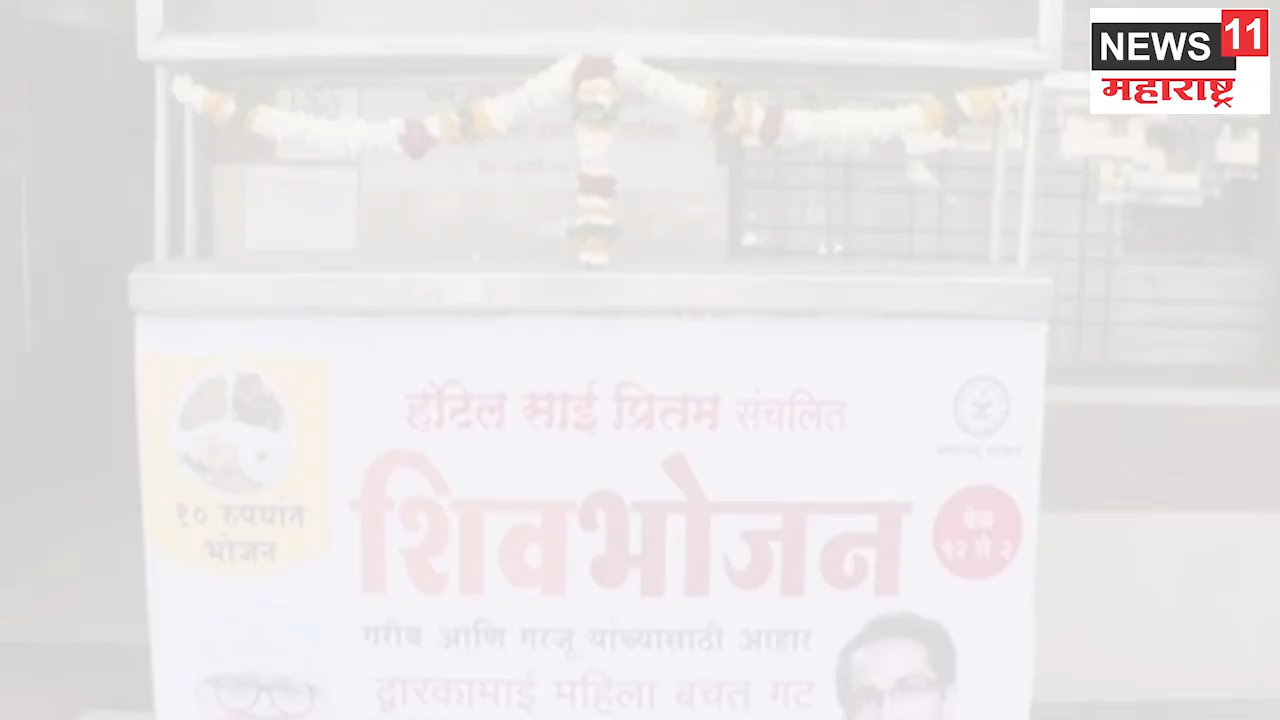 NEWS 11
महाराष्ट्र
हॉटेल साई प्रितम संचलित
शिवभोजन
वेळ
१२ ते २
१० रुपयांत
भोजन
गरीब आणि गरजू यांच्यासाठी आहार
द्वारकामाई महिला बचत गट